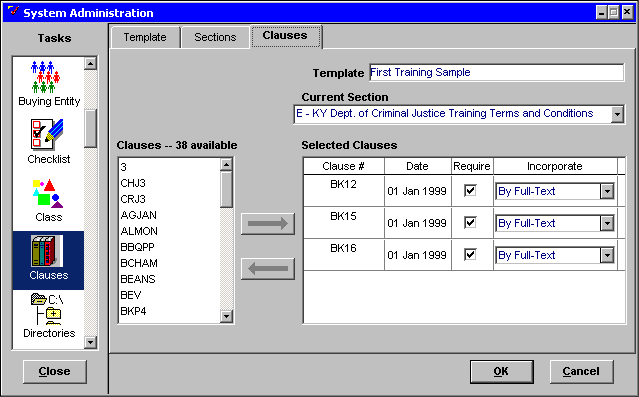 System Administration
Tasks
Buying Entity
Checklist
Class
Clauses
C:\
Directories
Close
Template
Sections
Clauses
Template First Training Sample
Current Section
E - KY Dept. of Criminal Justice Training Terms and Conditions
Clauses -- 38 available
3
CHJ3
CRJ3
AGJAN
ALMON
BBQPP
BCHAM
BEANS
BEV
BKP4
Selected Clauses
Clause # Date Require Incorporate
BK12 01 Jan 1999 By Full-Text
BK15 01 Jan 1999 By Full-Text
BK16 01 Jan 1999 By Full-Text
OK
Cancel